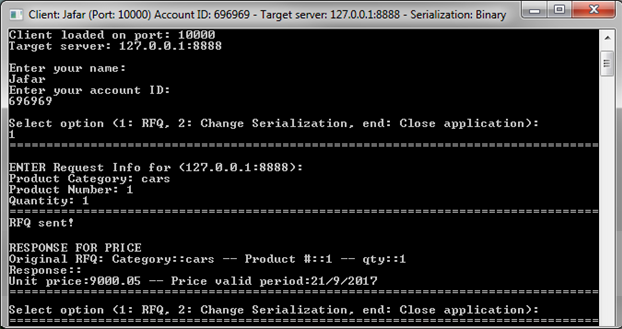 Client: Jafar (Port: 10000) Account ID: 696969 - Target server: 127.0.0.1:8888 - Serialization: Binary
Client loaded on port: 10000
Target server: 127.0.0.1:8888
Enter your name:
Jafar
Enter your account ID:
696969
Select option (1: RFQ, 2: Change Serialization, end: Close application):
1
================================================================================
ENTER Request Info for (127.0.0.1:8888):
Product Category: cars
Product Number: 1
Quantity: 1
================================================================================
RFQ sent!
RESPONSE FOR PRICE
Original RFQ: Category::cars -- Product #::1 -- qty::1
Response::
Unit price:9000.05 -- Price valid period:21/9/2017
================================================================================
Select option (1: RFQ, 2: Change Serialization, end: Close application):
================================================================================